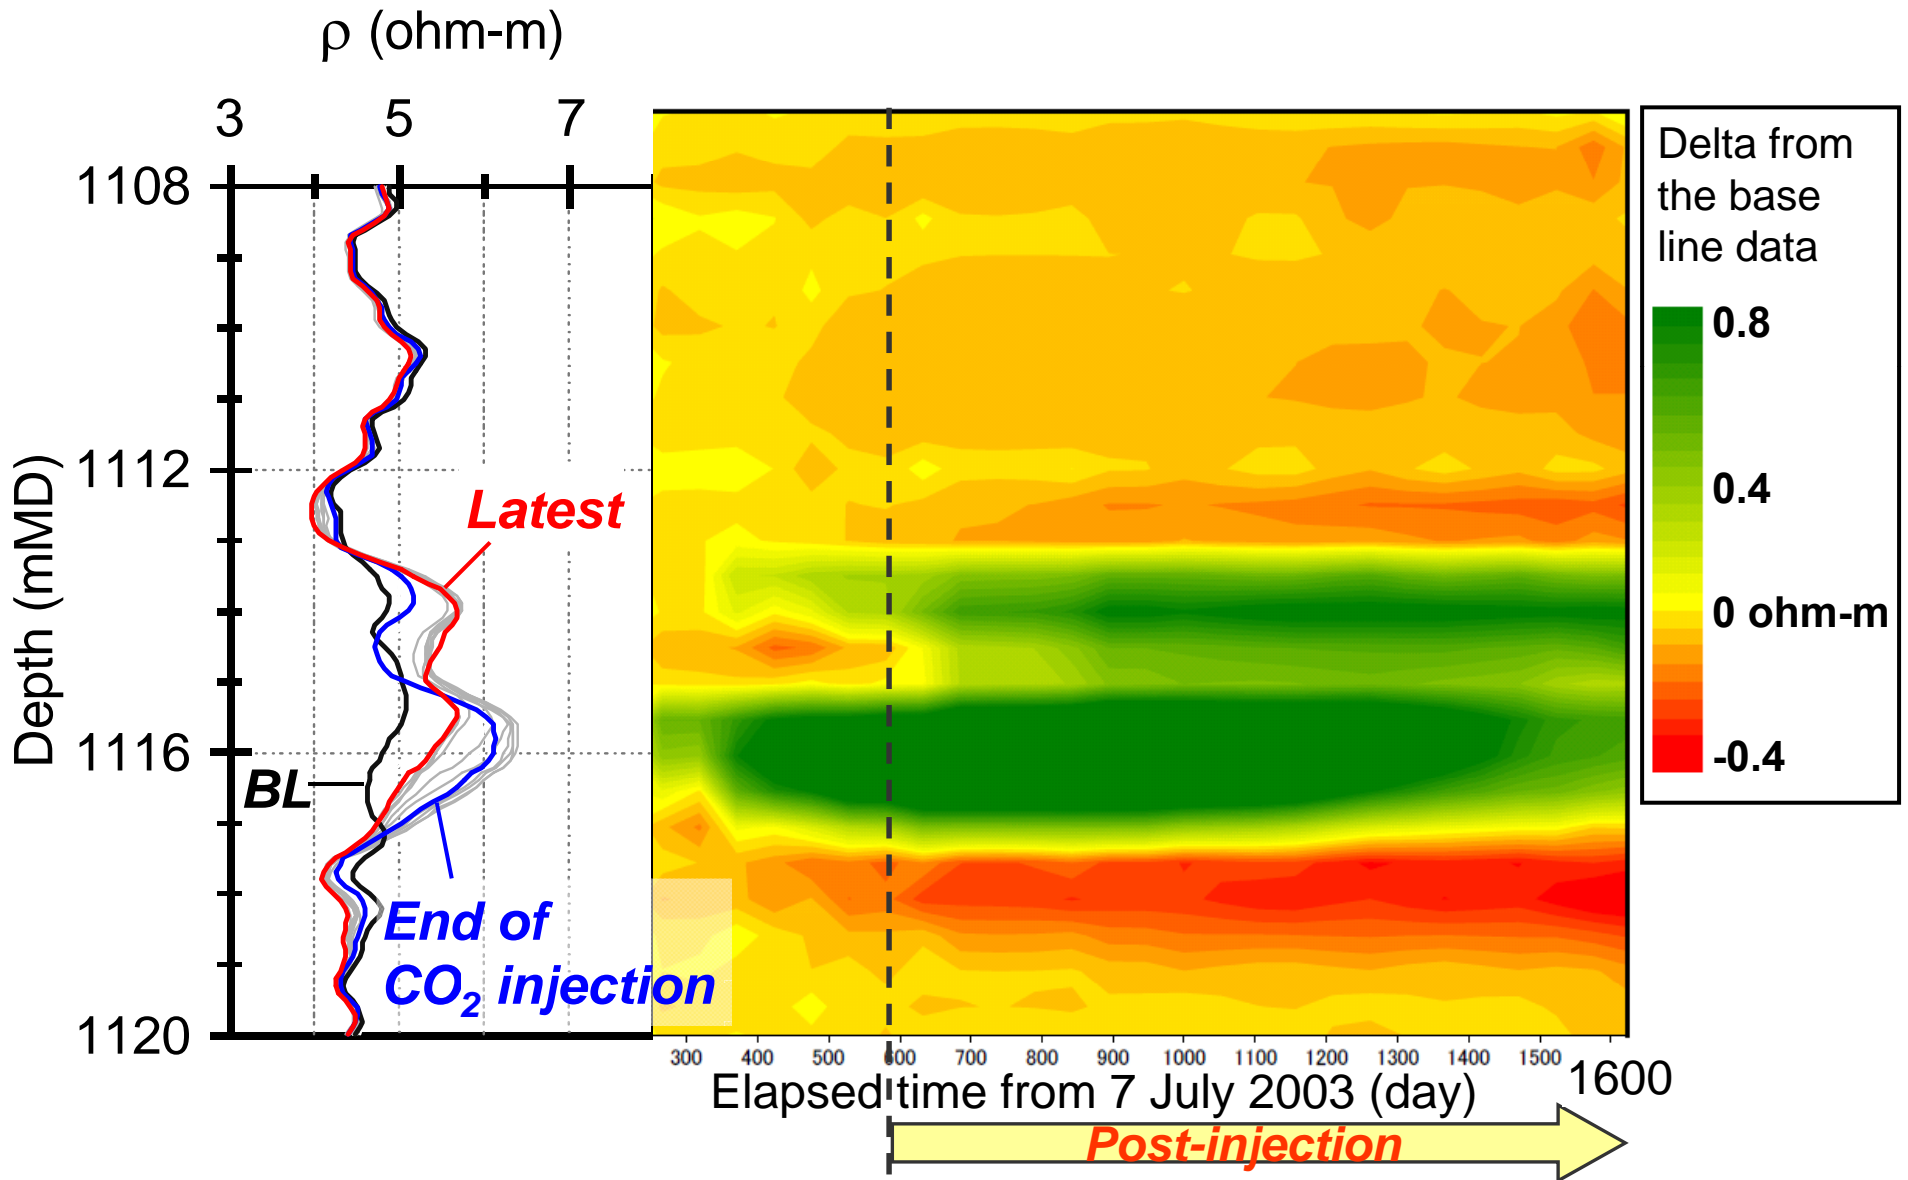 ρ (ohm-m)
3 5 7
1108
1112
1116
1120
Depth (mMD)
Latest
BL
End of
CO₂ injection
300 400 500 600 700 800 900 1000 1100 1200 1300 1400 1500 1600
Elapsed time from 7 July 2003 (day)
Post-injection
Delta from
the base
line data
0.8
0.4
0 ohm-m
-0.4